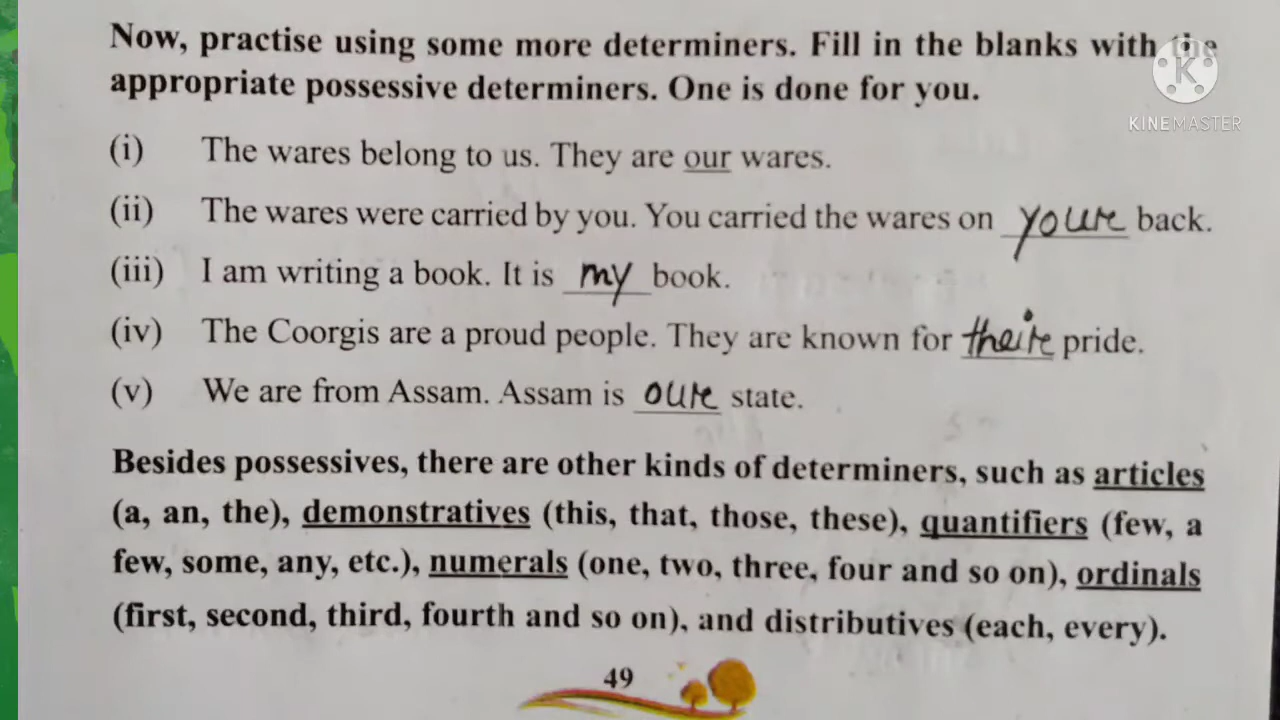 Now, practise using some more determiners. Fill in the blanks with the
appropriate possessive determiners. One is done for you.
KINEMASTER
(i) The wares belong to us. They are our wares.
(ii) The wares were carried by you. You carried the wares on your back.
(iii) I am writing a book. It is my book.
(iv) The Coorgis are a proud people. They are known for their pride.
(v) We are from Assam. Assam is our state.
Besides possessives, there are other kinds of determiners, such as articles
(a, an, the), demonstratives (this, that, those, these), quantifiers (few, a
few, some, any, etc.), numerals (one, two, three, four and so on), ordinals
(first, second, third, fourth and so on), and distributives (each, every).
49